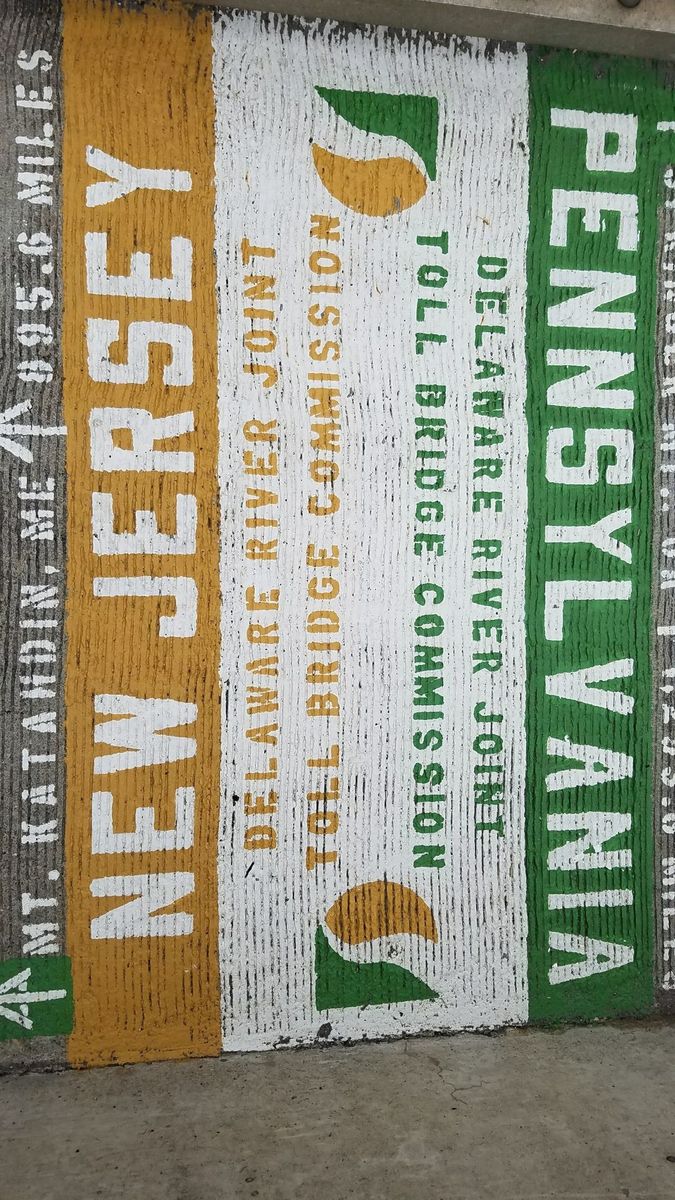 MT. KATAHDIN, ME 895.6 MILES
NEW JERSEY
DELAWARE RIVER JOINT
TOLL BRIDGE COMMISSION
PENNSYLVANIA
DELAWARE RIVER JOINT
TOLL BRIDGE COMMISSION